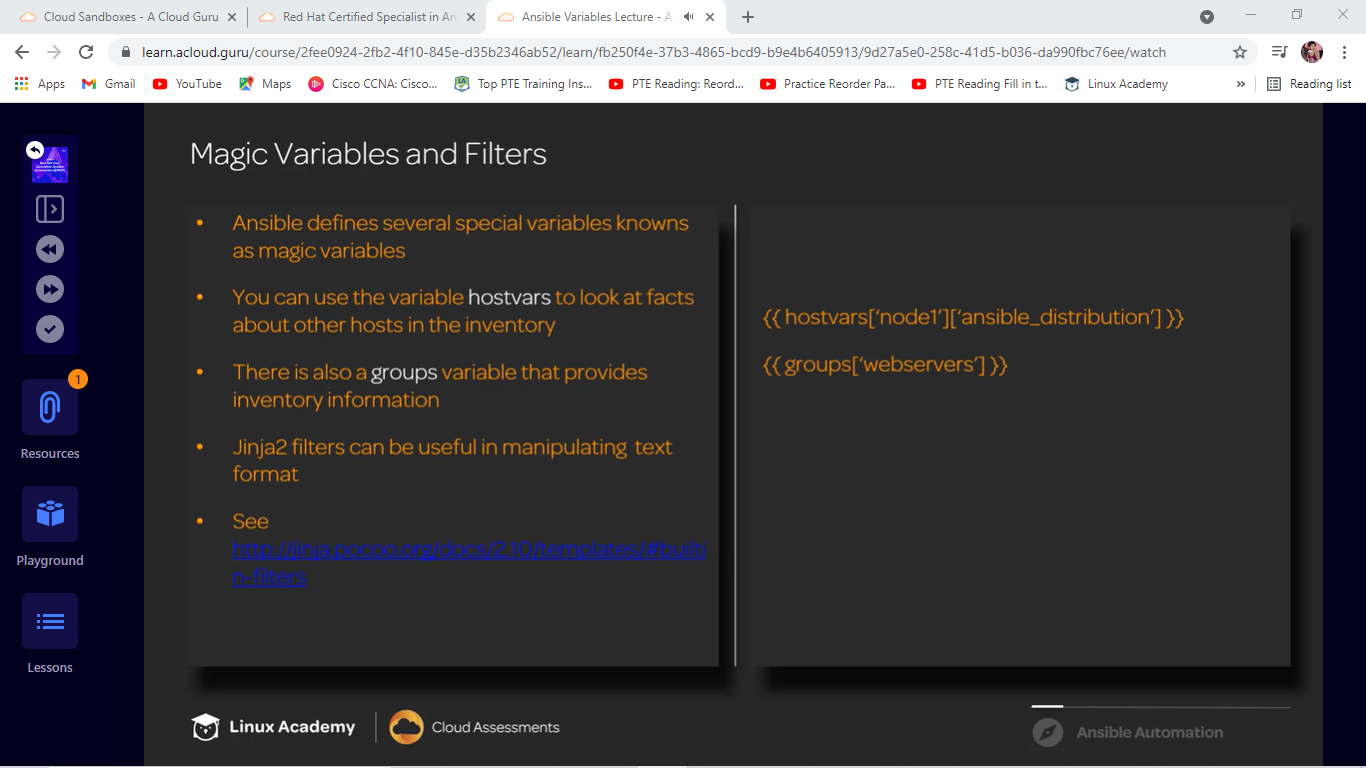 Cloud Sandboxes - A Cloud Guru
Red Hat Certified Specialist in An
Ansible Variables Lecture - A
learn.acloud.guru/course/2fee0924-2fb2-4f10-845e-d35b2346ab52/learn/fb250f4e-37b3-4865-bcd9-b9e4b6405913/9d27a5e0-258c-41d5-b036-da990fbc76ee/watch
Apps Gmail YouTube Maps Cisco CCNA: Cisco... Top PTE Training Ins... PTE Reading: Reord... Practice Reorder Pa... PTE Reading Fill in t... Linux Academy » Reading list
1
Resources
Playground
Lessons
Magic Variables and Filters
• Ansible defines several special variables knowns
as magic variables
• You can use the variable hostvars to look at facts
about other hosts in the inventory
• There is also a groups variable that provides
inventory information
• Jinja2 filters can be useful in manipulating text
format
• See
http://jinja.pocoo.org/docs/2.10/templates/#builti
n-filters
{{ hostvars[‘node1’][‘ansible_distribution’] }}
{{ groups[‘webservers’] }}
Linux Academy
Cloud Assessments
Ansible Automation